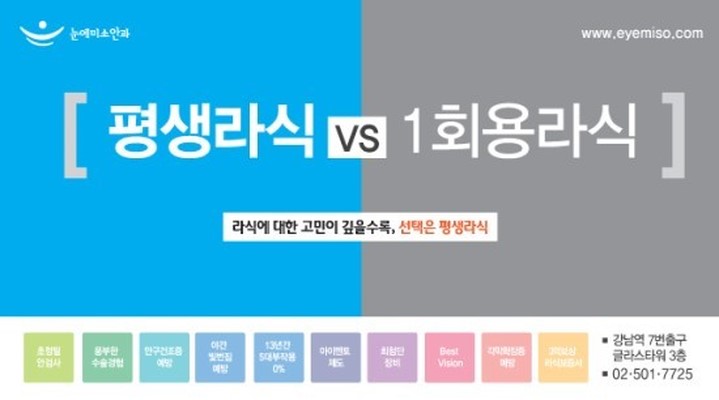 눈에미소안과
www.eyemiso.com
[ 평생라식 vs 1회용라식 ]
라식에 대한 고민이 깊을수록, 선택은 평생라식
초정밀
안검사
풍부한
수술경험
안구건조증
예방
야간
빛번짐
예방
13년간
5대부작용
0%
아이멘토
제도
최첨단
장비
Best
Vision
각막확장증
예방
라식보증서
강남역 7번출구
글라스타워 3층
02·501·7725